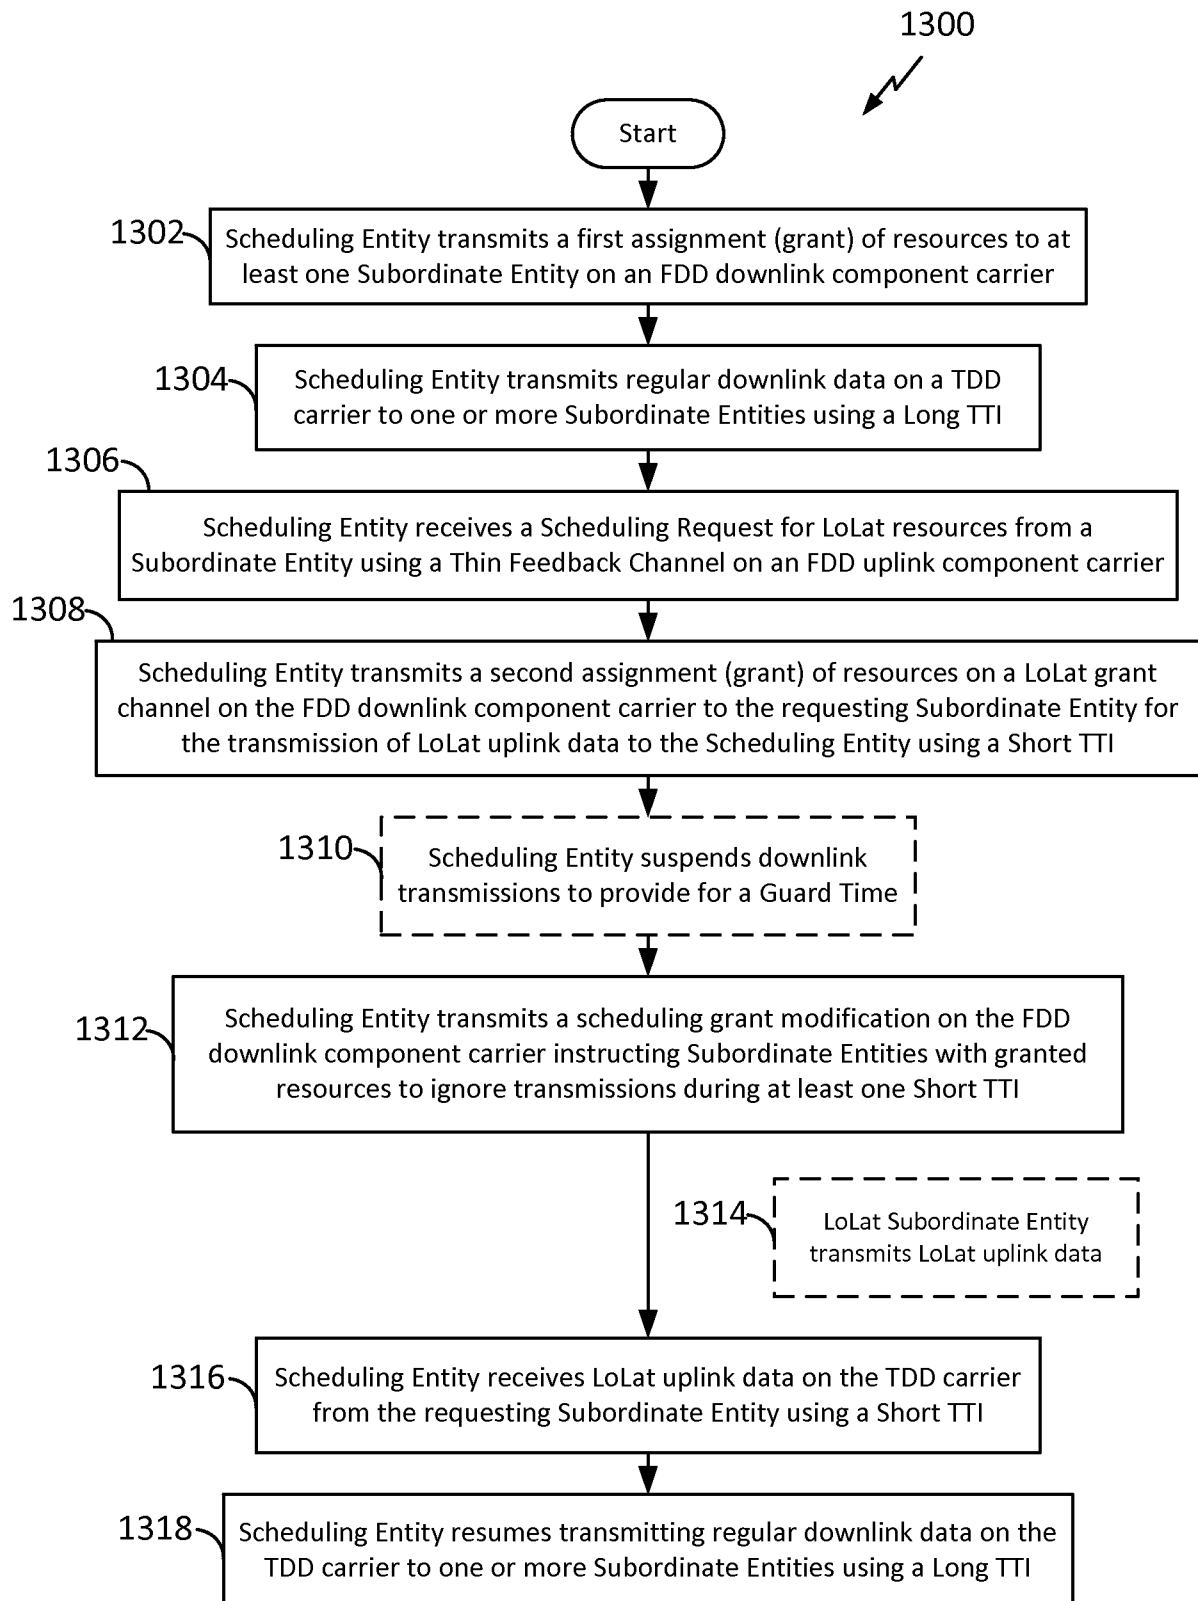 1300
Start
1302
Scheduling Entity transmits a first assignment (grant) of resources to at
least one Subordinate Entity on an FDD downlink component carrier
1304
Scheduling Entity transmits regular downlink data on a TDD
carrier to one or more Subordinate Entities using a Long TTI
1306
Scheduling Entity receives a Scheduling Request for LoLat resources from a
Subordinate Entity using a Thin Feedback Channel on an FDD uplink component carrier
1308
Scheduling Entity transmits a second assignment (grant) of resources on a LoLat grant
channel on the FDD downlink component carrier to the requesting Subordinate Entity for
the transmission of LoLat uplink data to the Scheduling Entity using a Short TTI
1310
Scheduling Entity suspends downlink
transmissions to provide for a Guard Time
1312
Scheduling Entity transmits a scheduling grant modification on the FDD
downlink component carrier instructing Subordinate Entities with granted
resources to ignore transmissions during at least one Short TTI
1314
LoLat Subordinate Entity
transmits LoLat uplink data
1316
Scheduling Entity receives LoLat uplink data on the TDD carrier
from the requesting Subordinate Entity using a Short TTI
1318
Scheduling Entity resumes transmitting regular downlink data on the
TDD carrier to one or more Subordinate Entities using a Long TTI